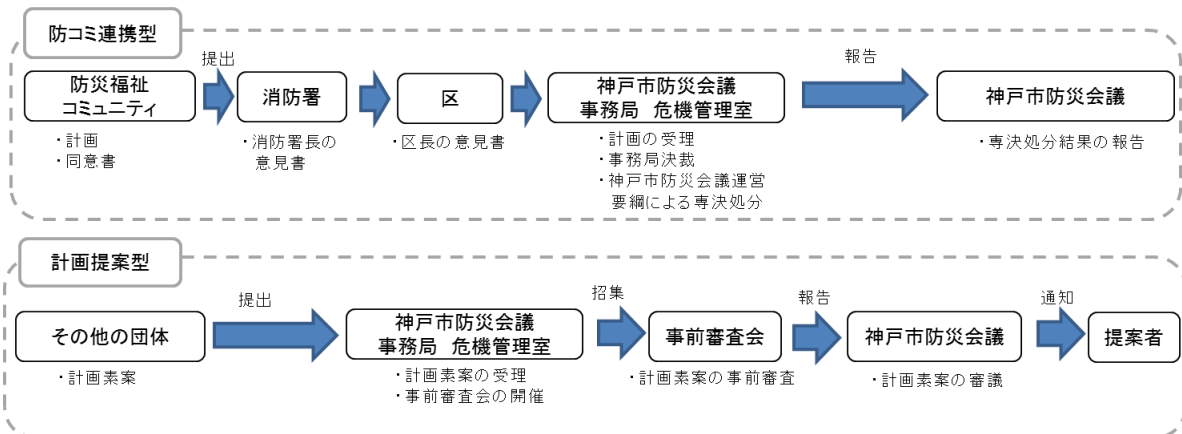 防コミ連携型
提出
報告
防災福祉
コミュニティ
消防署
区
神戸市防災会議
事務局 危機管理室
神戸市防災会議
・計画
・同意書
・消防署長の
意見書
・区長の意見書
・計画の受理
・事務局決裁
・神戸市防災会議運営
要綱による専決処分
・専決処分結果の報告
計画提案型
提出
招集
報告
通知
その他の団体
神戸市防災会議
事務局 危機管理室
事前審査会
神戸市防災会議
提案者
・計画素案
・計画素案の受理
・事前審査会の開催
・計画素案の事前審査
・計画素案の審議